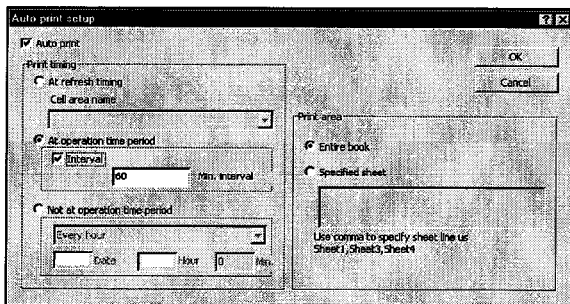 Auto print setup
Auto print
OK
Cancel
Print timing
At refresh timing
Cell area name
At operation time period
Interval
60 Min. interval
Not at operation time period
Every hour
Date Hour 0 Min.
Print area
Entire book
Specified sheet
Use comma to specify sheet line us
Sheet1,Sheet3,Sheet4